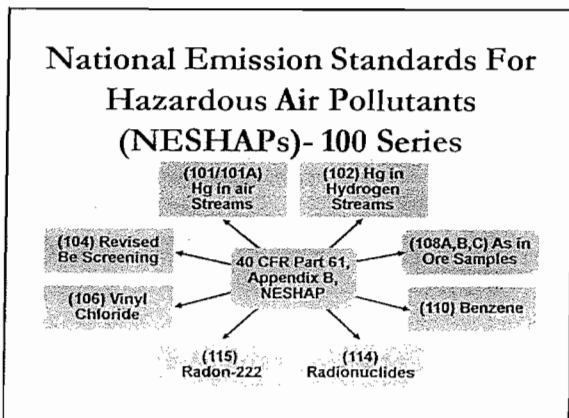 National Emission Standards For
Hazardous Air Pollutants
(NESHAPs)- 100 Series
(101/101A)
Hg in air
Streams
(102) Hg in
Hydrogen
Streams
(104) Revised
Be Screening
40 CFR Part 61,
Appendix B,
NESHAP
(108A,B,C) As in
Ore Samples
(106) Vinyl
Chloride
(110) Benzene
(115)
Radon-222
(114)
Radionuclides